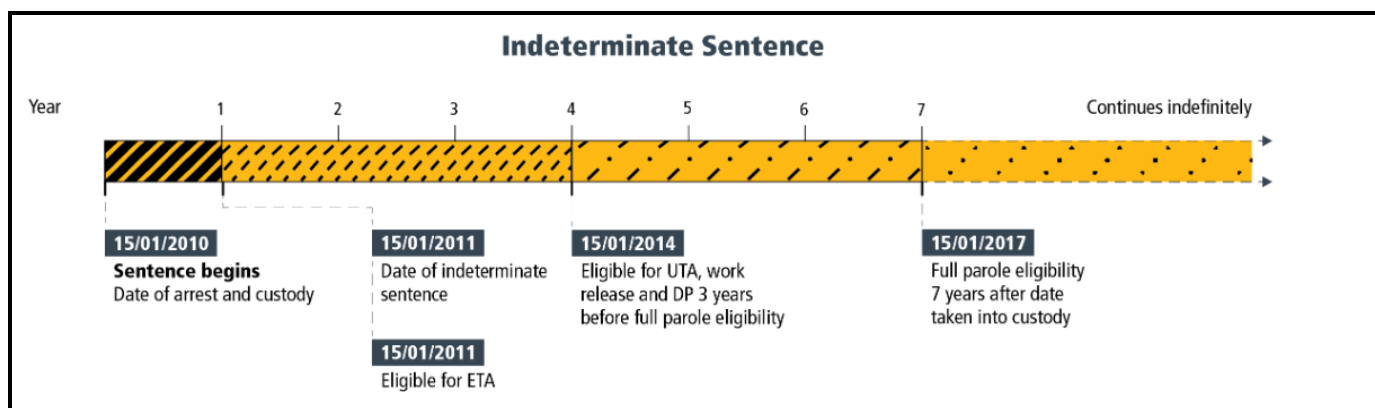 Indeterminate Sentence
Year 1 2 3 4 5 6 7 Continues indefinitely
15/01/2010
Sentence begins
Date of arrest and custody
15/01/2011
Date of indeterminate
sentence
15/01/2011
Eligible for ETA
15/01/2014
Eligible for UTA, work
release and DP 3 years
before full parole eligibility
15/01/2017
Full parole eligibility
7 years after date
taken into custody